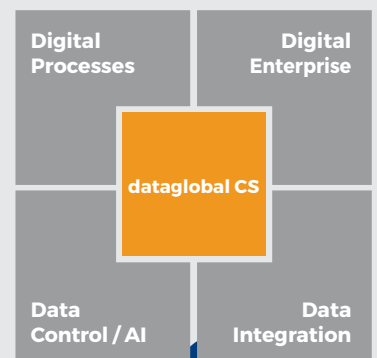 Digital
Processes
Digital
Enterprise
dataglobal CS
Data
Control / AI
Data
Integration